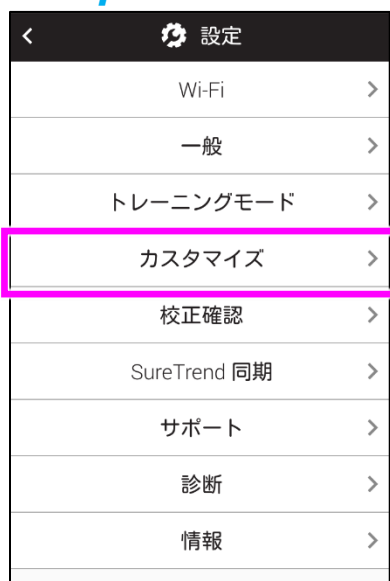 設定
Wi-Fi
一般
トレーニングモード
カスタマイズ
校正確認
SureTrend 同期
サポート
診断
情報